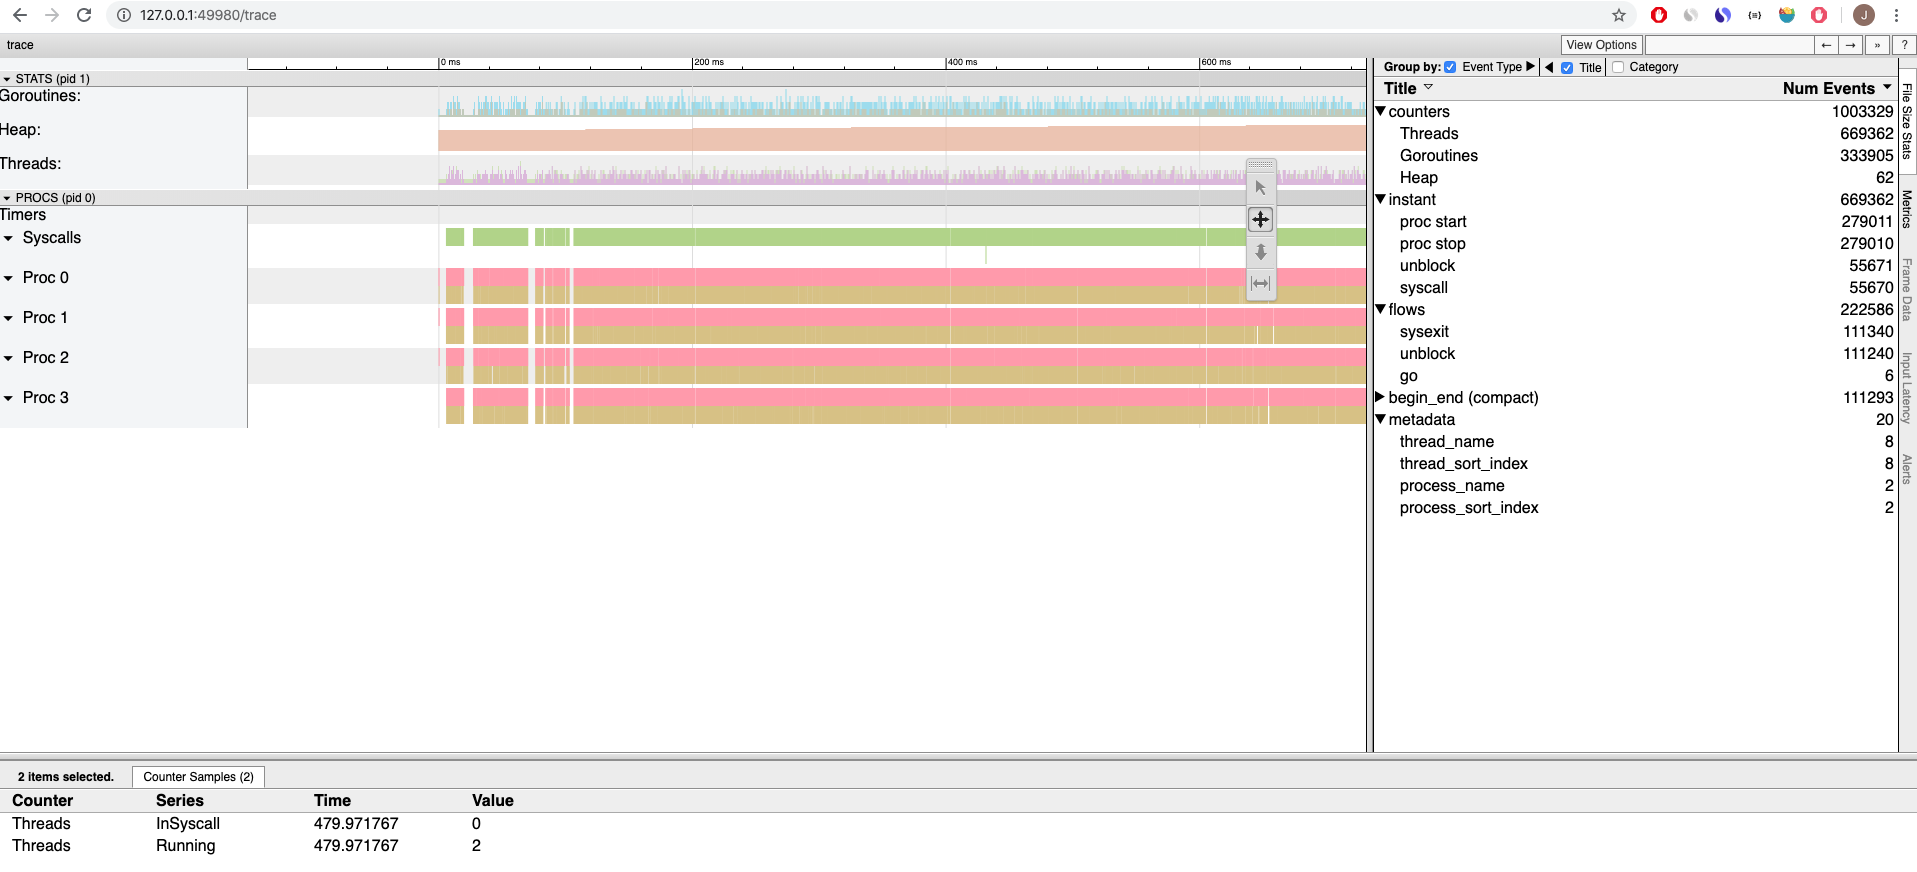 127.0.0.1:49980/trace
J
trace
View Options
← → » ?
0 ms 200 ms 400 ms 600 ms
STATS (pid 1)
Goroutines:
Heap:
Threads:
PROCS (pid 0)
Timers
Syscalls
Proc 0
Proc 1
Proc 2
Proc 3
Group by: Event Type Title Category
Title Num Events
counters 1003329
Threads 669362
Goroutines 333905
Heap 62
instant 669362
proc start 279011
proc stop 279010
unblock 55671
syscall 55670
flows 222586
sysexit 111340
unblock 111240
go 6
begin_end (compact) 111293
metadata 20
thread_name 8
thread_sort_index 8
process_name 2
process_sort_index 2
File Size Stats
Metrics
Frame Data
Input Latency
Alerts
2 items selected. Counter Samples (2)
Counter Series Time Value
Threads InSyscall 479.971767 0
Threads Running 479.971767 2